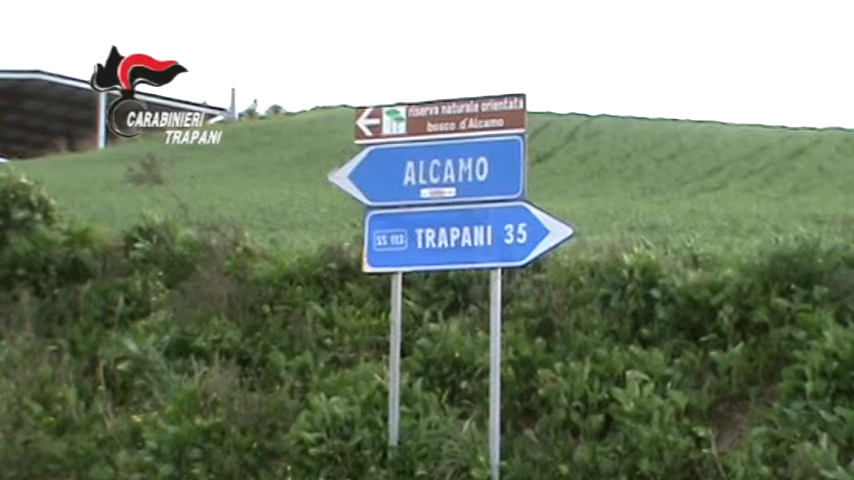 CARABINIERI
TRAPANI
riserva naturale orientata
bosco d'Alcamo
ALCAMO
SS 113
TRAPANI 35